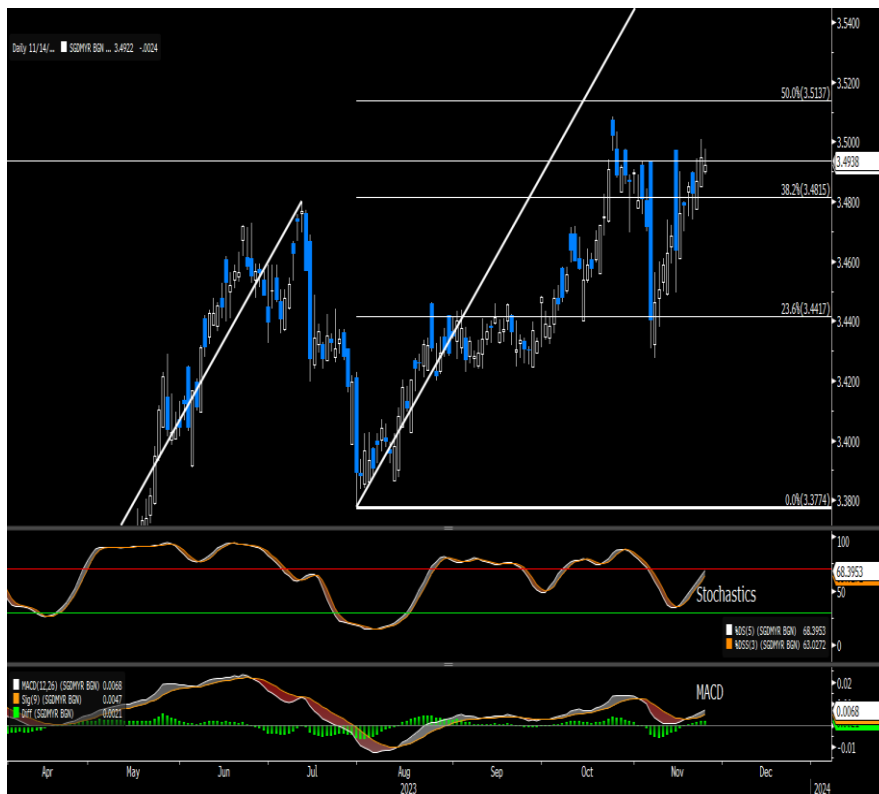 3.5400
Daily 11/14/... SGDMYR BGN ... 3.4922 -.0024
3.5200
50.0%(3.5137)
3.5000
3.4938
38.2%(3.4815)
3.4800
3.4600
3.4400
23.6%(3.4417)
3.4200
3.4000
3.3800
0.0%(3.3774)
100
68.3953
Stochastics
50
%DS(5) (SGDMYR BGN) 68.3953
%DSS(3) (SGDMYR BGN) 63.0272
0
MACD(12,26) (SGDMYR BGN) 0.0068
Sig(9) (SGDMYR BGN) 0.0047
Diff (SGDMYR BGN) 0.0021
MACD
0.02
0.0068
-0.01
Apr May Jun Jul Aug Sep Oct Nov Dec
2023 2024